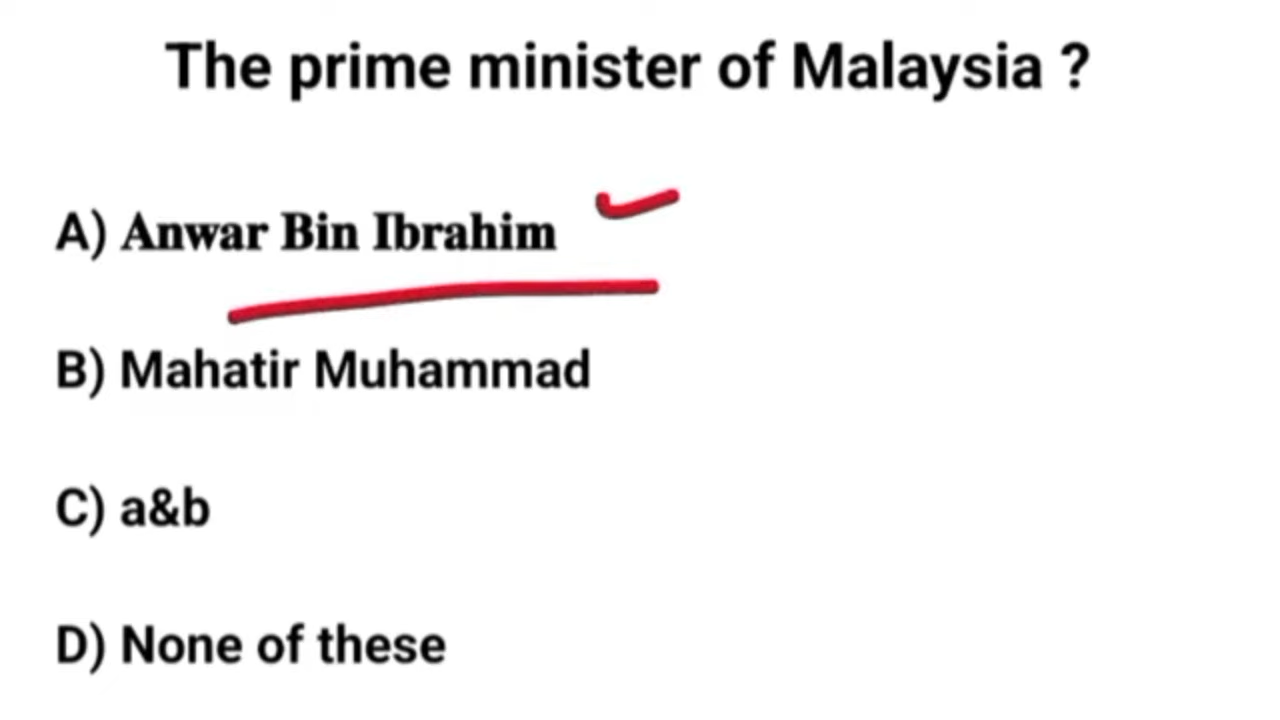 The prime minister of Malaysia ?
A) Anwar Bin Ibrahim
B) Mahatir Muhammad
C) a&b
D) None of these